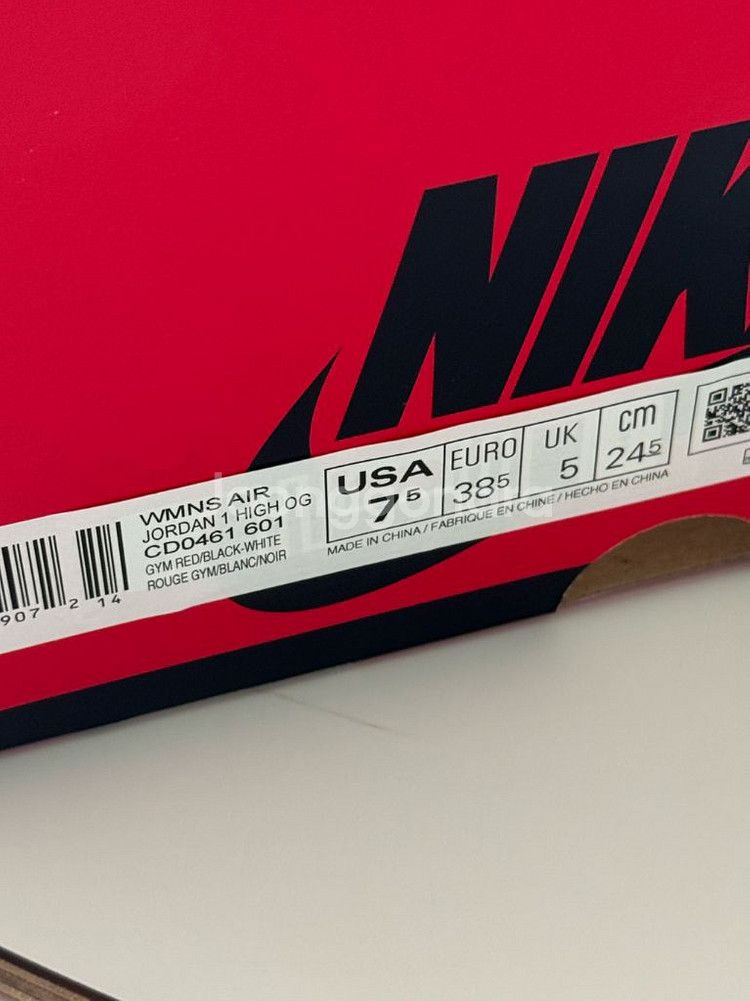 NIK
WMNS AIR
JORDAN 1 HIGH OG
CD0461 601
GYM RED/BLACK-WHITE
ROUGE GYM/BLANC/NOIR
USA
7.5
EURO
38.5
UK
5
cm
24.5
MADE IN CHINA / FABRIQUE EN CHINE / HECHO EN CHINA
907 2 14